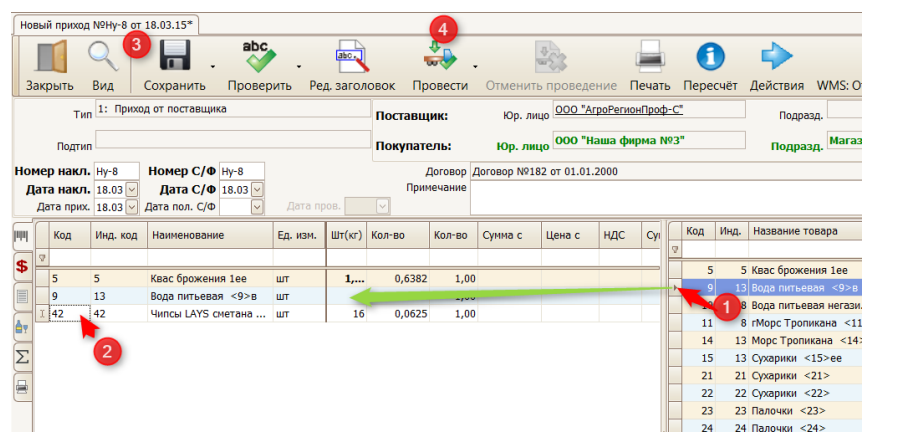 Новый приход №Ну-8 от 18.03.15*
3 4
abc abc
Закрыть Вид Сохранить Проверить Ред. заголовок Провести Отменить проведение Печать Пересчёт Действия WMS: О
Тип 1: Приход от поставщика Поставщик: Юр. лицо ООО "АгроРегионПроф-С" Подразд.
Подтип Покупатель: Юр. лицо ООО "Наша фирма №3" Подразд. Магаз
Номер накл. Ну-8 Номер С/Ф Ну-8 Договор Договор №182 от 01.01.2000
Дата накл. 18.03 Дата С/Ф 18.03 Примечание
Дата прих. 18.03 Дата пол. С/Ф Дата пров.
Код Инд. код Наименование Ед. изм. Шт(кг) Кол-во Кол-во Сумма с Цена с НДС Су Код Инд. Название товара
5 5 Квас брожения 1ее шт 1,... 0,6382 1,00 5 5 Квас брожения 1ее
9 13 Вода питьевая <9>в шт 1,00 9 13 Вода питьевая <9>в
42 42 Чипсы LAYS сметана ... шт 16 0,0625 1,00 8 Вода питьевая негази
1
2
11 8 гМорс Тропикана <11
14 13 Морс Тропикана <14>
15 13 Сухарики <15>ее
21 21 Сухарики <21>
22 22 Сухарики <22>
23 23 Палочки <23>
24 24 Палочки <24>